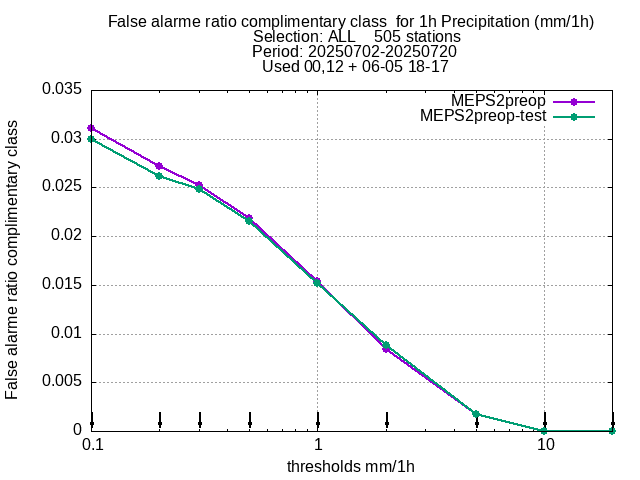 False alarme ratio complimentary class  for 1h Precipitation (mm/1h)
Selection: ALL    505 stations
Period: 20250702-20250720
Used 00,12 + 06-05 18-17
MEPS2preop
MEPS2preop-test
False alarme ratio complimentary class
0.035
0.03
0.025
0.02
0.015
0.01
0.005
0
0.1
1
10
thresholds mm/1h